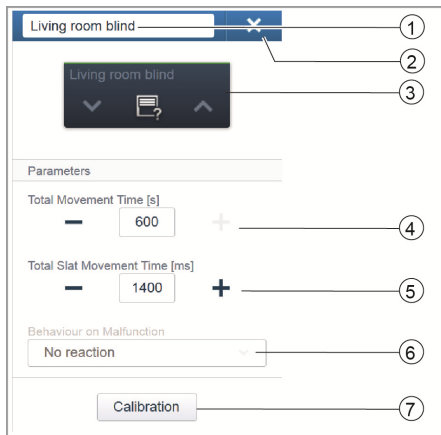 Living room blind
1
2
Living room blind
?
3
Parameters
Total Movement Time [s]
600
4
Total Slat Movement Time [ms]
1400
5
Behaviour on Malfunction
No reaction
6
Calibration
7